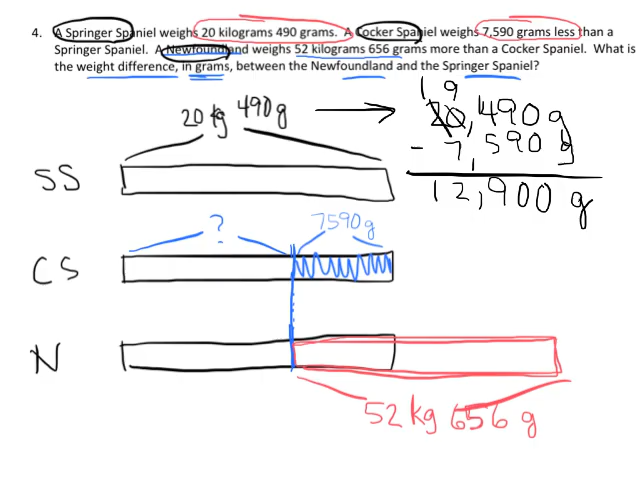 4. A Springer Spaniel weighs 20 kilograms 490 grams. A Cocker Spaniel weighs 7,590 grams less than a
Springer Spaniel. A Newfoundland weighs 52 kilograms 656 grams more than a Cocker Spaniel. What is
the weight difference, in grams, between the Newfoundland and the Springer Spaniel?
20 kg 490 g
19
20,490 g
- 7,590 g
12,900 g
SS
? 7590 g
CS
N
52 kg 656 g